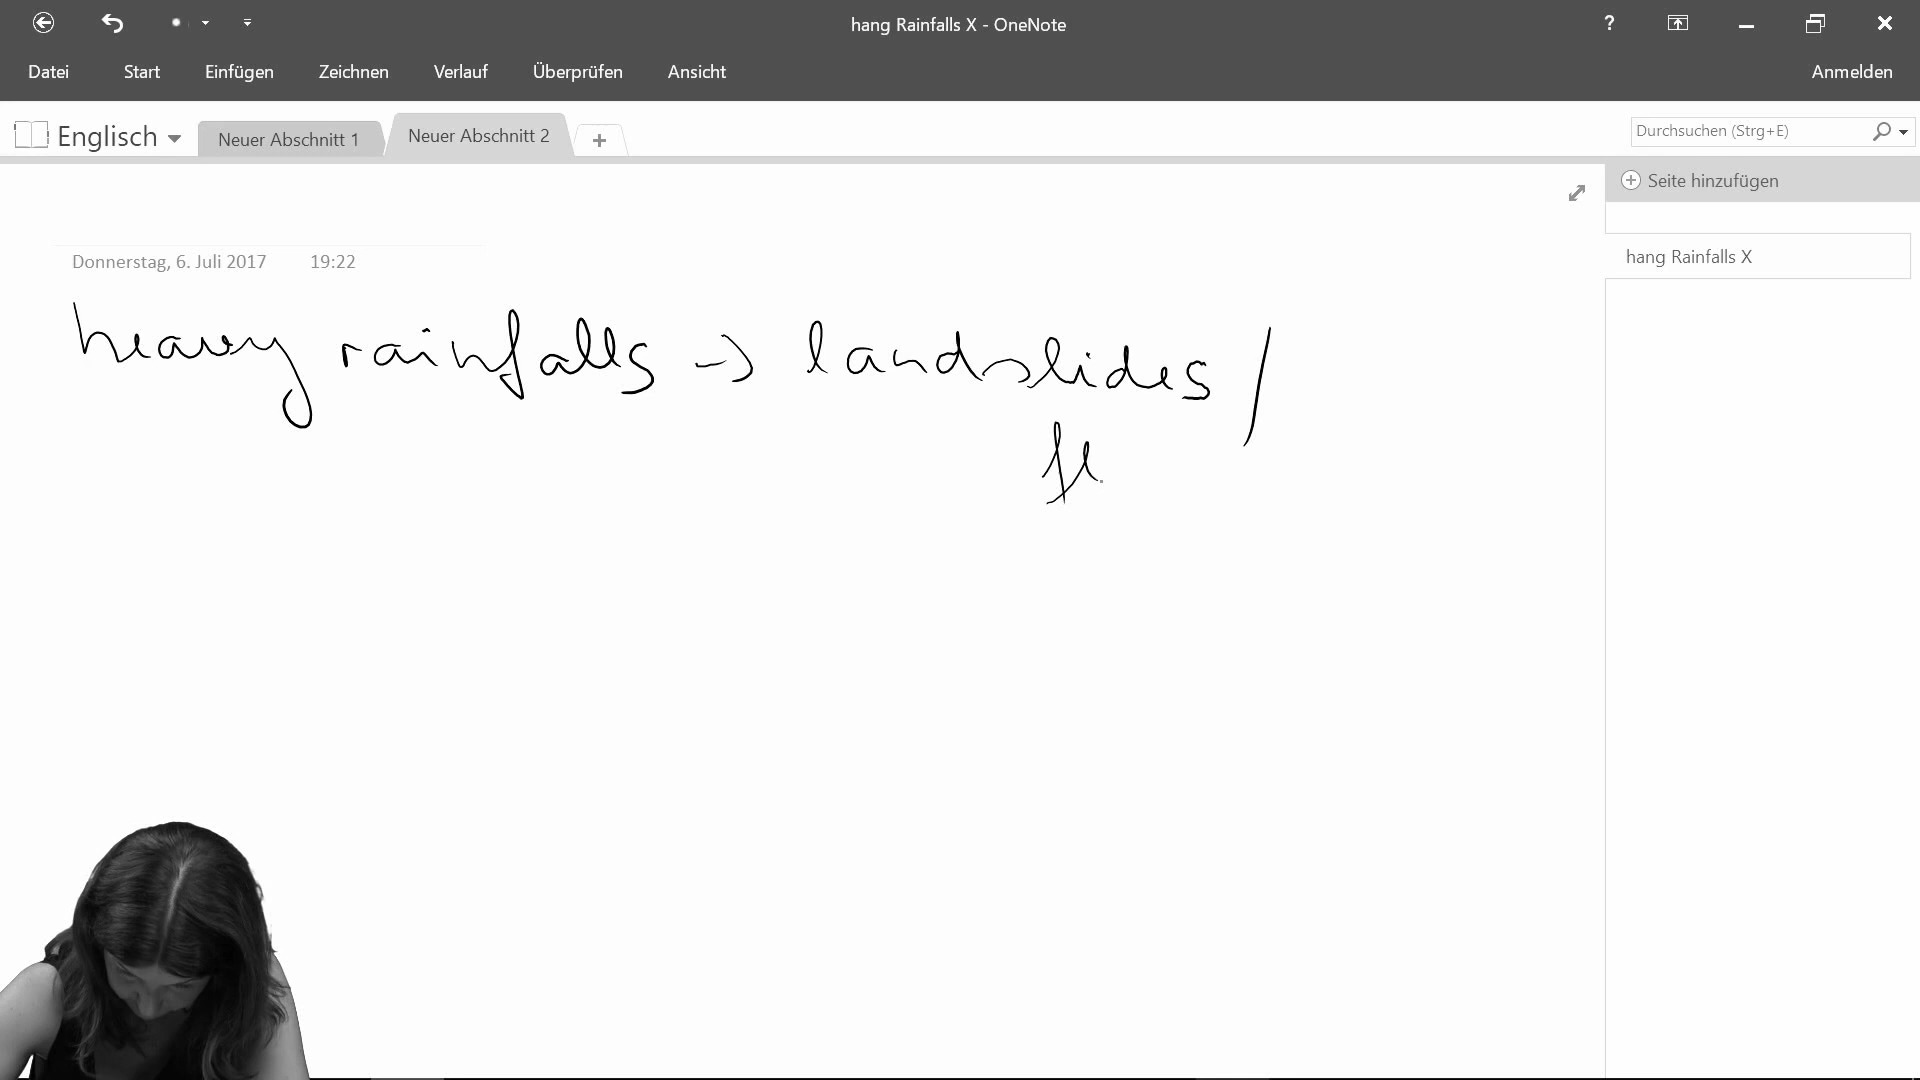 hang Rainfalls X - OneNote
?
Datei Start Einfügen Zeichnen Verlauf Überprüfen Ansicht Anmelden
Englisch Neuer Abschnitt 1 Neuer Abschnitt 2 + Durchsuchen (Strg+E)
Seite hinzufügen
hang Rainfalls X
Donnerstag, 6. Juli 2017 19:22
heavy rainfalls -> landslides /
fl